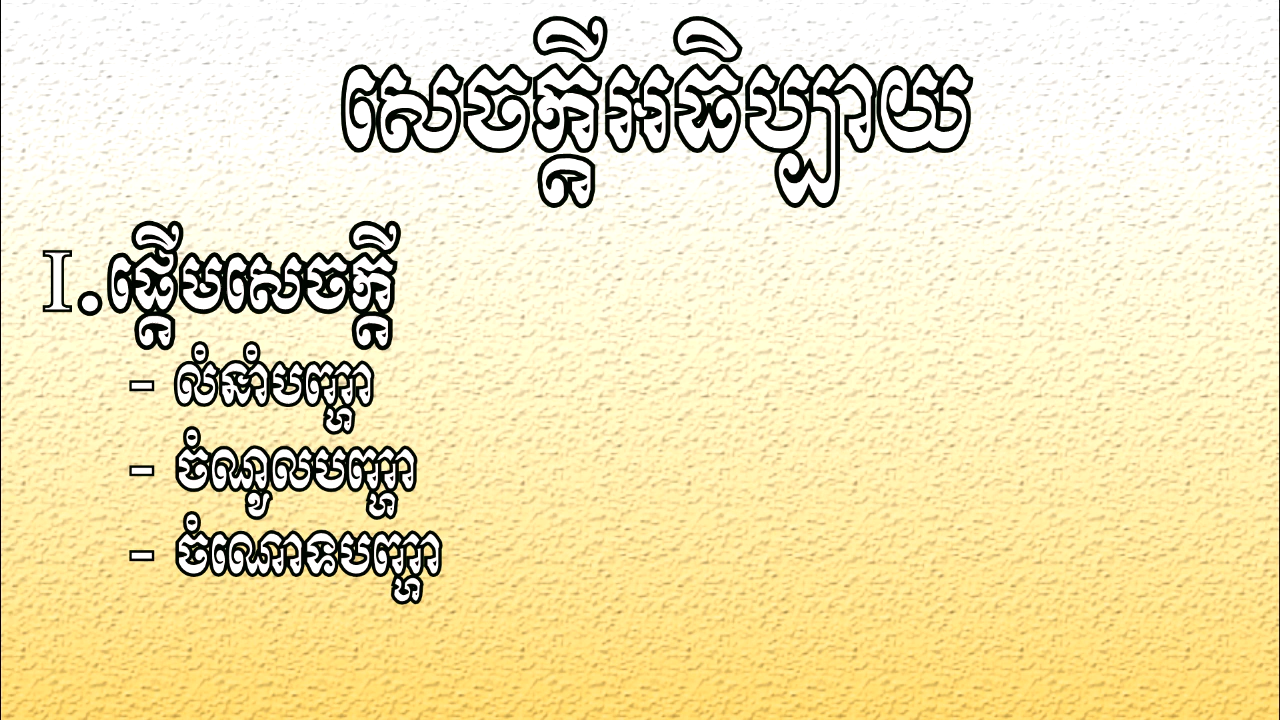 សេចក្តីអធិប្បាយ
I.ផ្តើមសេចក្តី
- លំនាំបញ្ហា
- ចំណូលបញ្ហា
- ចំណោទបញ្ហា